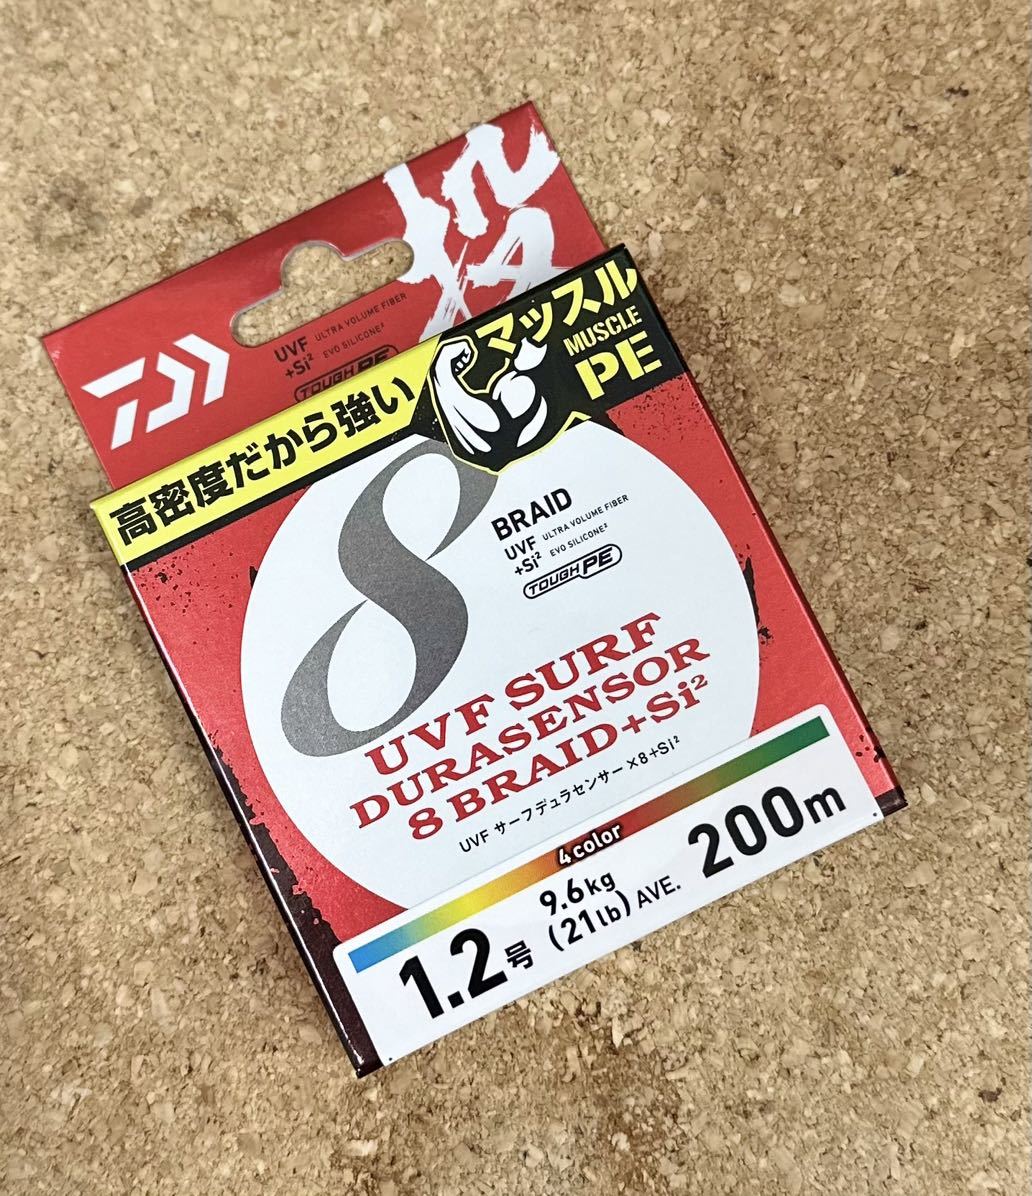 投
UVF ULTRA VOLUME FIBER
+Si² EVO SILICONE²
TOUGH PE
高密度だから強い
マッスル
MUSCLE
PE
8
BRAID
UVF ULTRA VOLUME FIBER
+Si² EVO SILICONE²
TOUGH PE
UVF SURF
DURASENSOR
8 BRAID+Si²
UVF サーフデュラセンサー×8+Si²
4color
1.2号
9.6kg
(21lb) AVE.
200m